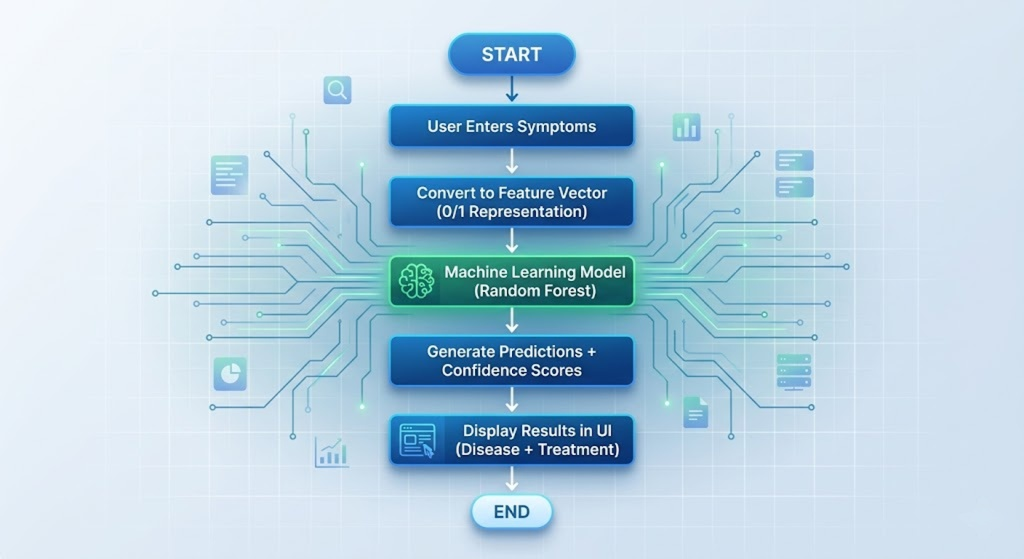 START
User Enters Symptoms
Convert to Feature Vector
(0/1 Representation)
Machine Learning Model
(Random Forest)
Generate Predictions +
Confidence Scores
Display Results in UI
(Disease + Treatment)
END